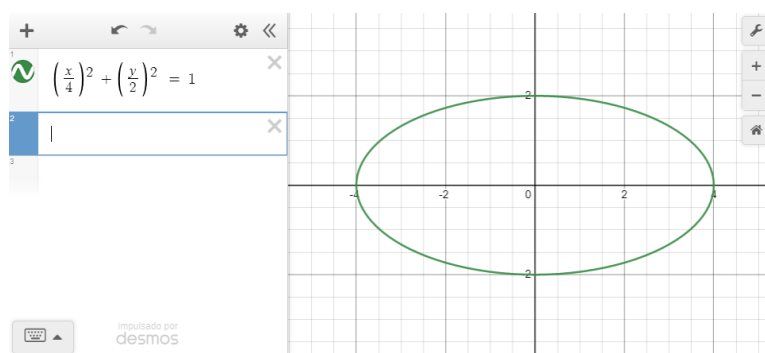 1
(x/4)² + (y/2)² = 1
2
3
impulsado por
desmos
2
-4 -2 0 2 4
-2